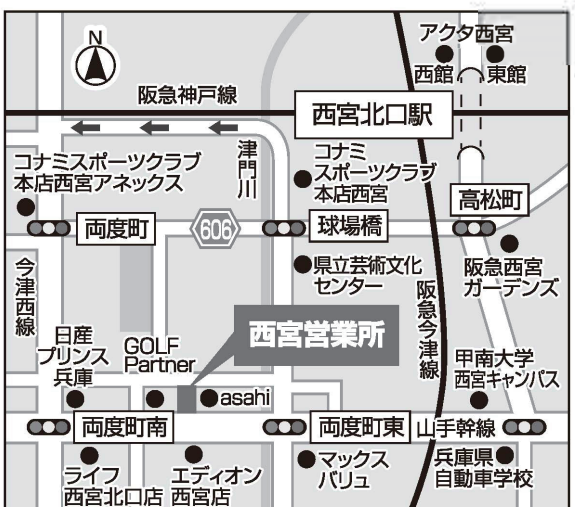 N
アクタ西宮
西館
東館
阪急神戸線
西宮北口駅
コナミスポーツクラブ
本店西宮アネックス
津門川
コナミ
スポーツクラブ
本店西宮
高松町
両度町
606
球場橋
今津西線
県立芸術文化
センター
阪急西宮
ガーデンズ
阪急今津線
西宮営業所
日産
プリンス
兵庫
GOLF
Partner
asahi
甲南大学
西宮キャンパス
両度町南
両度町東
山手幹線
ライフ
西宮北口店
エディオン
西宮店
マックス
バリュ
兵庫県
自動車学校